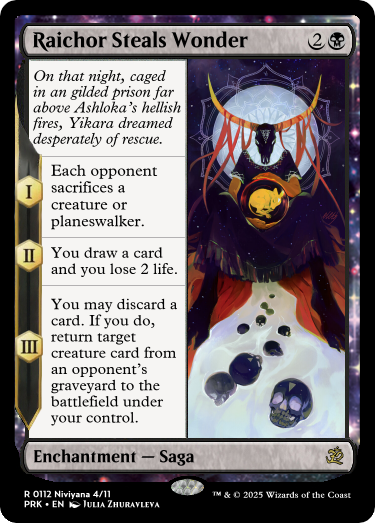 Raichor Steals Wonder 2
On that night, caged
in an gilded prison far
above Ashloka's hellish
fires, Yikara dreamed
desperately of rescue.
I
Each opponent
sacrifices a
creature or
planeswalker.
II
You draw a card
and you lose 2 life.
III
You may discard a
card. If you do,
return target
creature card from
an opponent's
graveyard to the
battlefield under
your control.
Enchantment — Saga
R 0112 Niviyana 4/11
PRK • EN Julia Zhuravleva
™ & © 2025 Wizards of the Coast